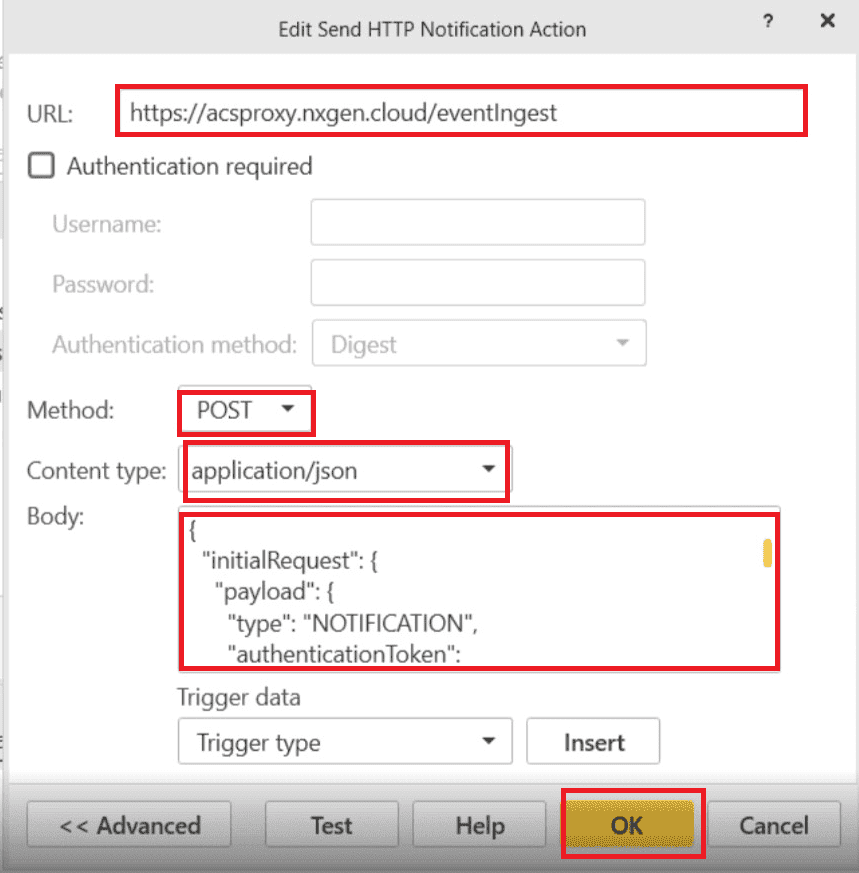 Edit Send HTTP Notification Action
?
URL:
https://acsproxy.nxgen.cloud/eventIngest
Authentication required
Username:
Password:
Authentication method:
Digest
Method:
POST
Content type:
application/json
Body:
{
"initialRequest": {
"payload": {
"type": "NOTIFICATION",
"authenticationToken":
Trigger data
Trigger type
Insert
<< Advanced
Test
Help
OK
Cancel